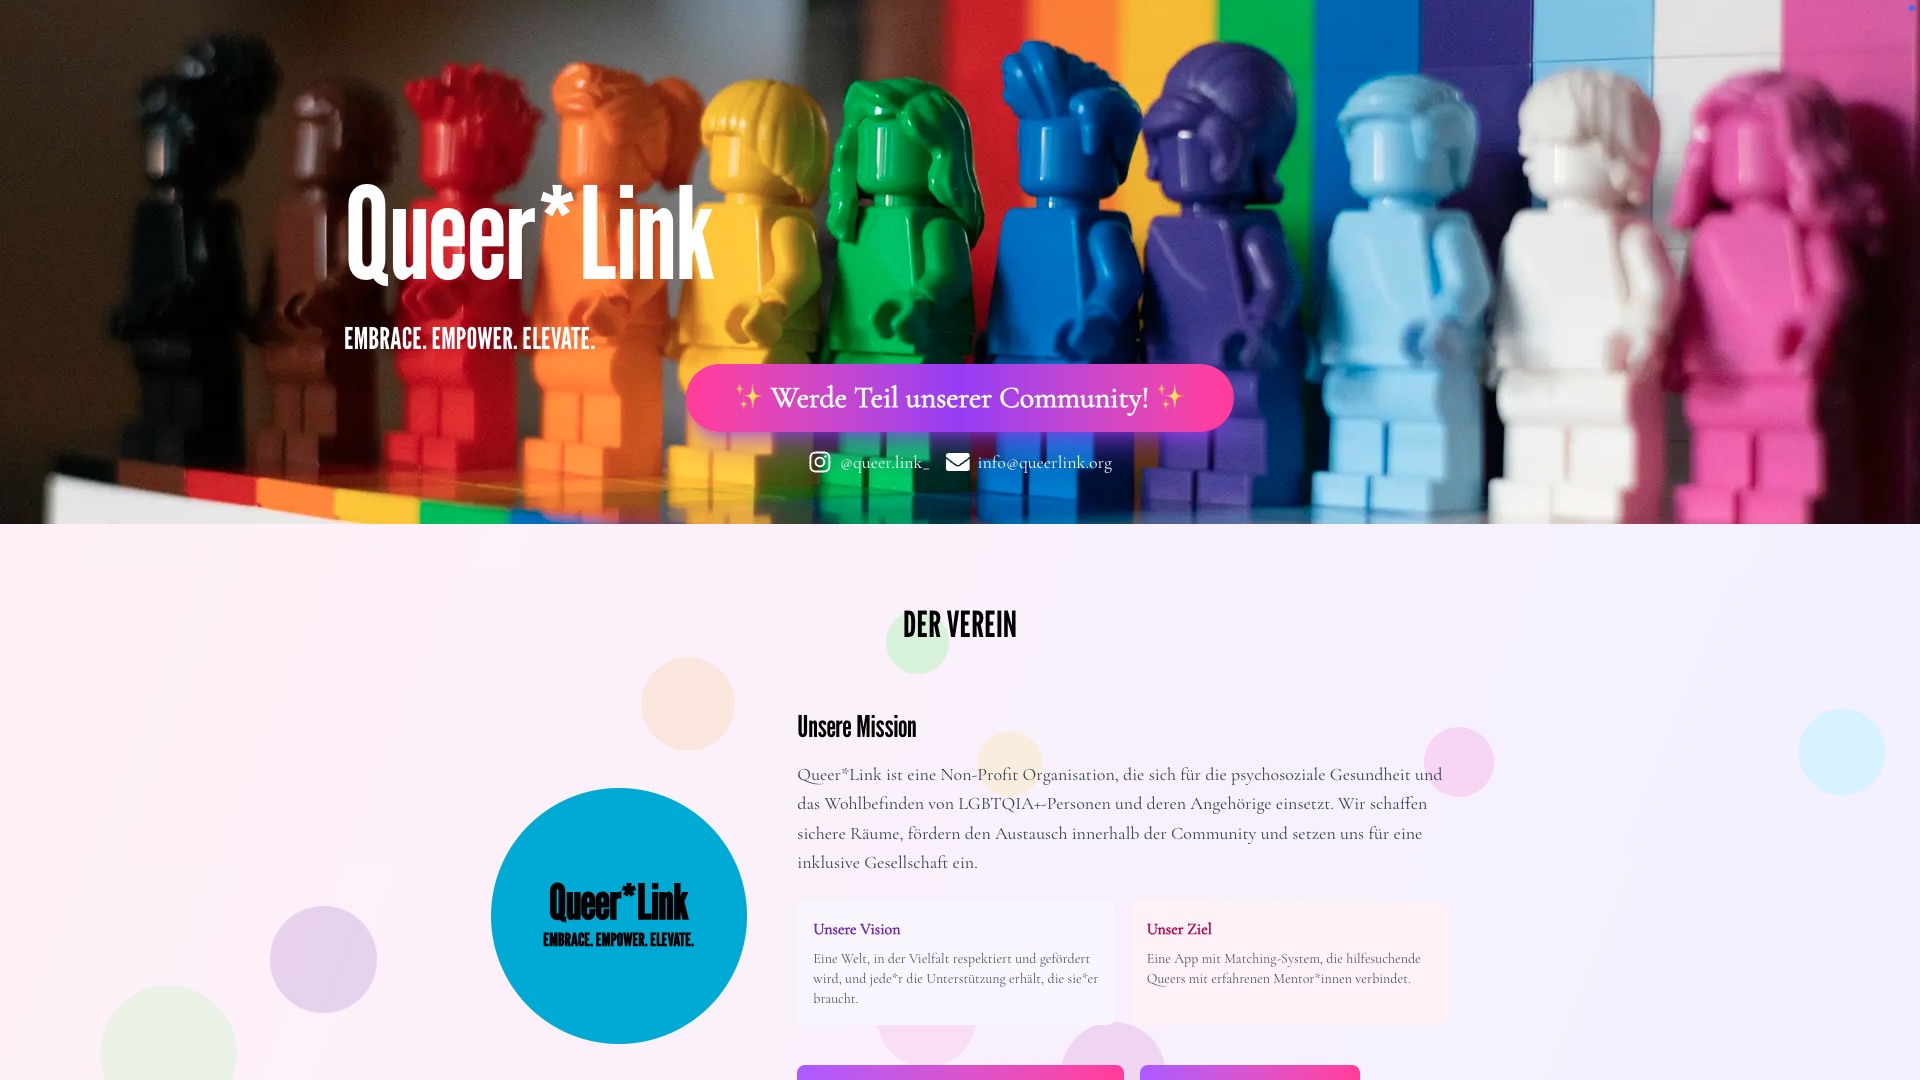 Queer*Link
EMBRACE. EMPOWER. ELEVATE.
✨ Werde Teil unserer Community! ✨
@queer.link_ info@queerlink.org
DER VEREIN
Unsere Mission
Queer*Link ist eine Non-Profit Organisation, die sich für die psychosoziale Gesundheit und
das Wohlbefinden von LGBTQIA+-Personen und deren Angehörige einsetzt. Wir schaffen
sichere Räume, fördern den Austausch innerhalb der Community und setzen uns für eine
inklusive Gesellschaft ein.
Queer*Link
EMBRACE. EMPOWER. ELEVATE.
Unsere Vision
Eine Welt, in der Vielfalt respektiert und gefördert
wird, und jede*r die Unterstützung erhält, die sie*er
braucht.
Unser Ziel
Eine App mit Matching-System, die hilfesuchende
Queers mit erfahrenen Mentor*innen verbindet.